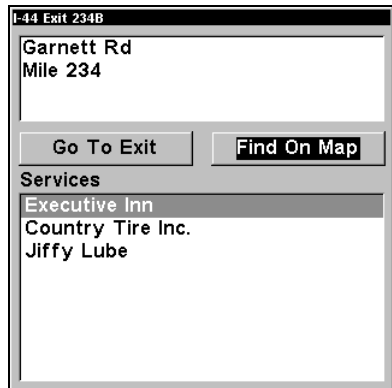 I-44 Exit 234B
Garnett Rd
Mile 234
Go To Exit
Find On Map
Services
Executive Inn
Country Tire Inc.
Jiffy Lube